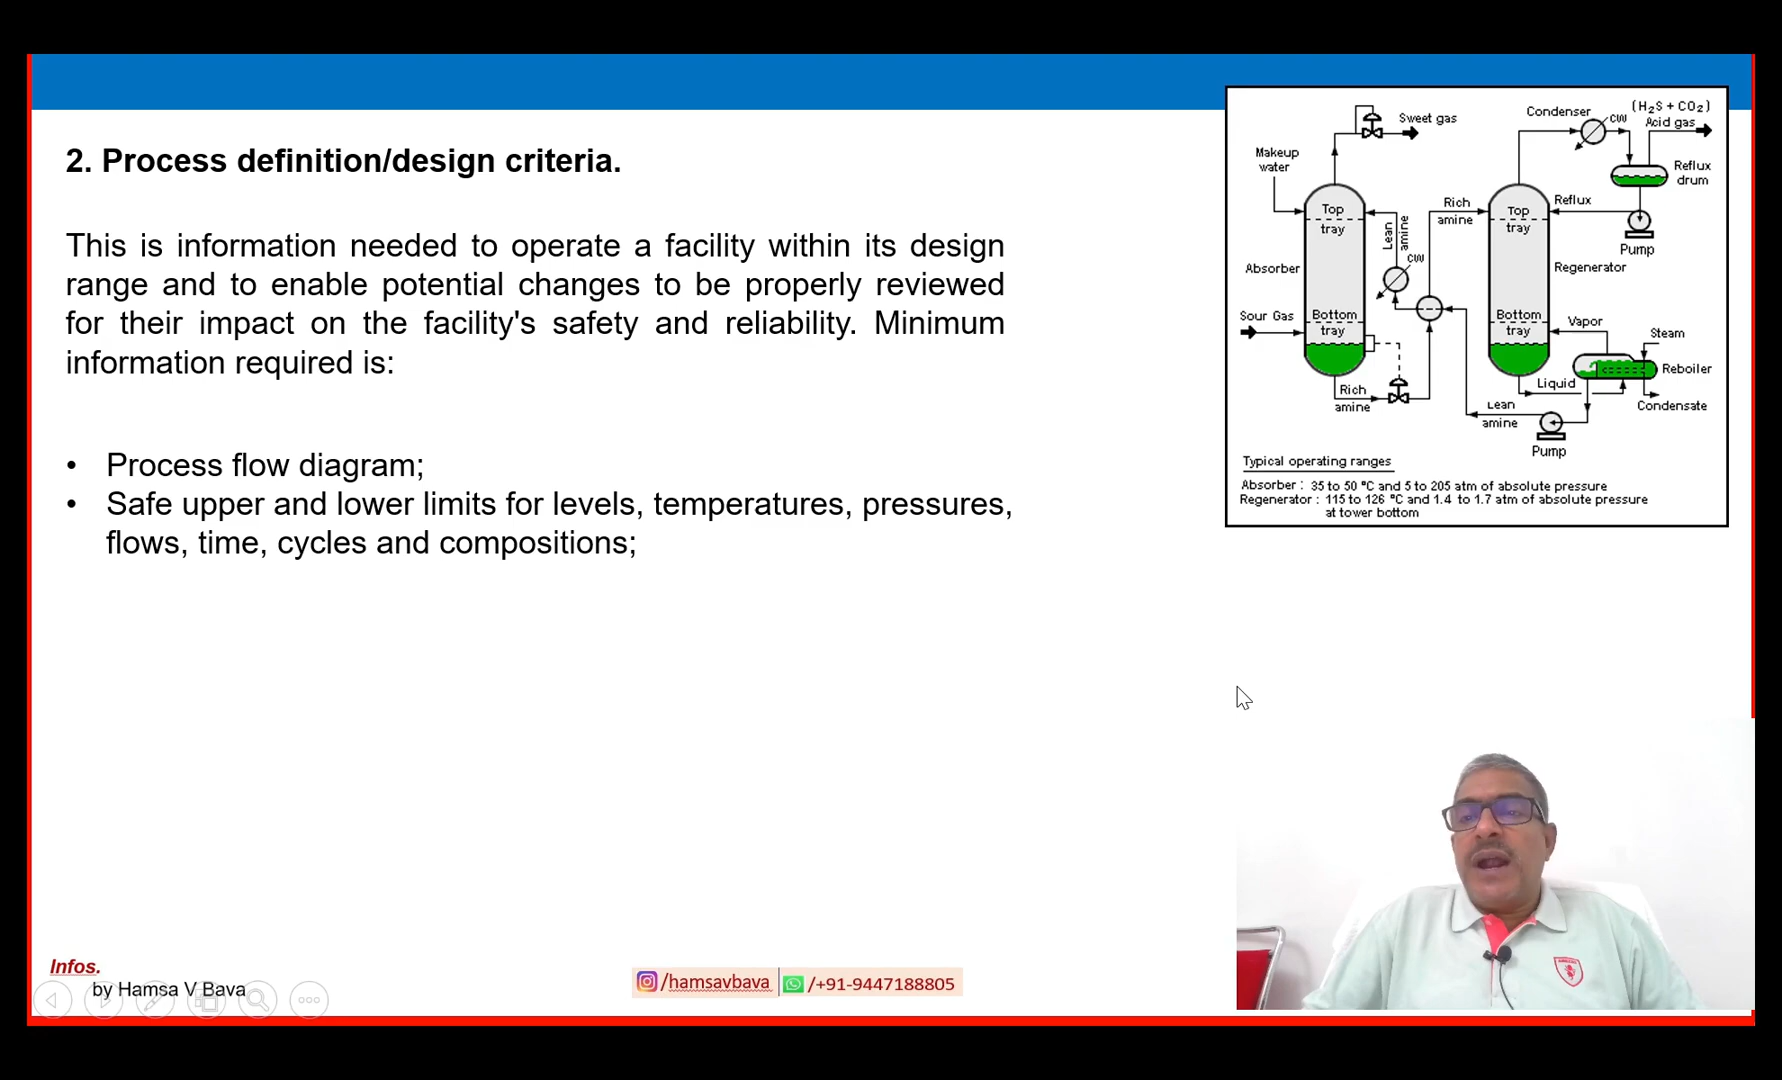 2. Process definition/design criteria.
This is information needed to operate a facility within its design
range and to enable potential changes to be properly reviewed
for their impact on the facility's safety and reliability. Minimum
information required is:
• Process flow diagram;
• Safe upper and lower limits for levels, temperatures, pressures,
flows, time, cycles and compositions;
Sweet gas
Makeup
water
Top
tray
Absorber
Lean
amine
CW
Sour Gas
Bottom
tray
Rich
amine
Condenser
CW
(H₂S + CO₂)
Acid gas
Reflux
drum
Rich
amine
Top
tray
Reflux
Pump
Regenerator
Bottom
tray
Vapor
Steam
Reboiler
Liquid
Condensate
Lean
amine
Pump
Typical operating ranges
Absorber : 35 to 50 °C and 5 to 205 atm of absolute pressure
Regenerator : 115 to 126 °C and 1.4 to 1.7 atm of absolute pressure
at tower bottom
Infos.
by Hamsa V Bava
/hamsavbava
/+91-9447188805